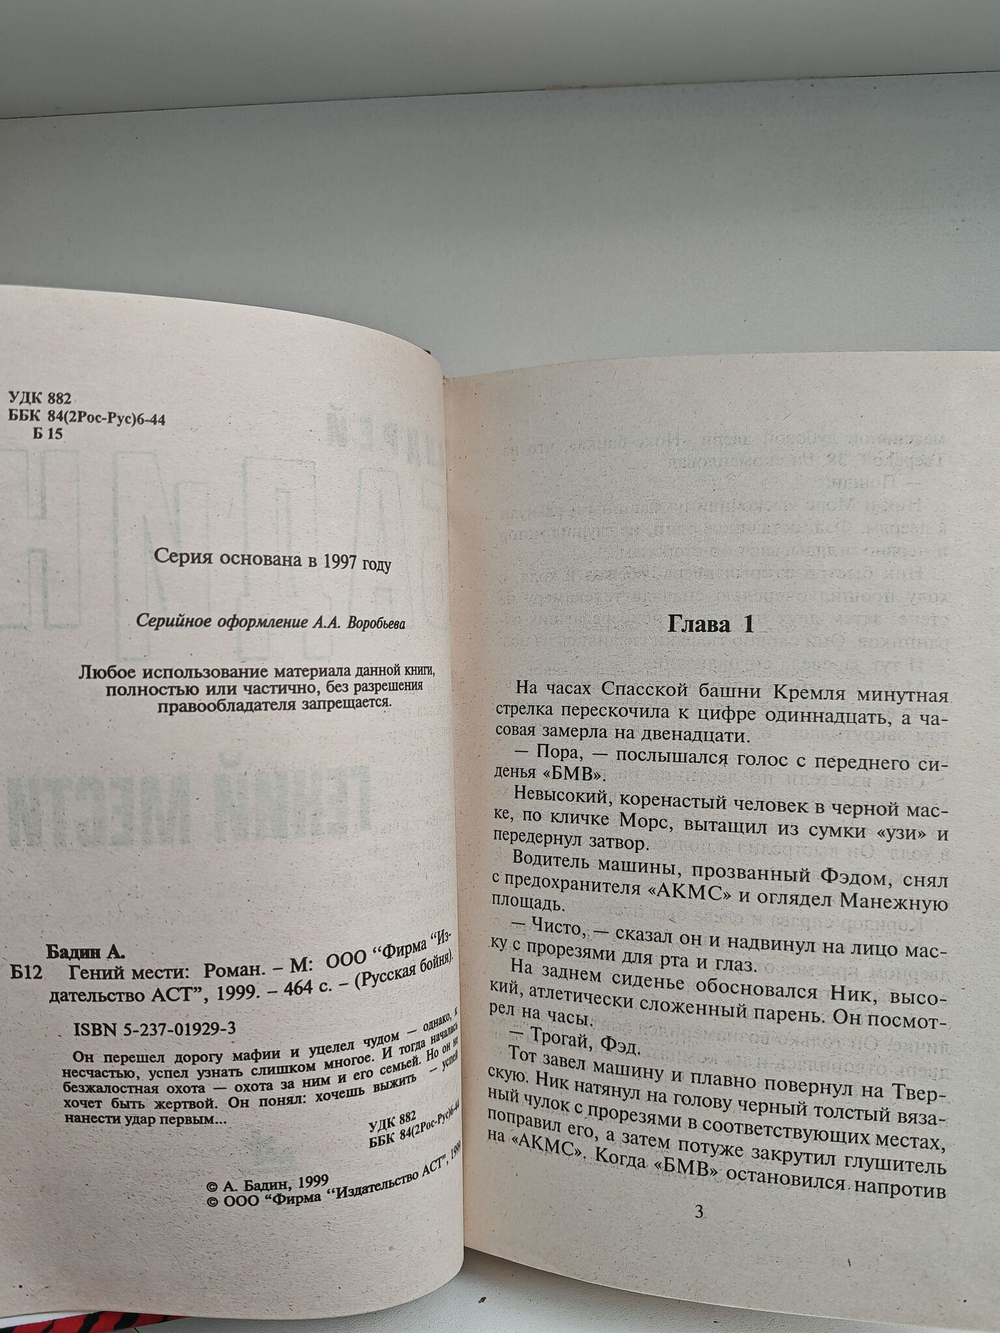 УДК 882
ББК 84(2Рос-Рус)6-44
Б 15
Серия основана в 1997 году
Серийное оформление А.А. Воробьева
Любое использование материала данной книги,
полностью или частично, без разрешения
правообладателя запрещается.
Бадин А.
Б12 Гений мести: Роман. – М: ООО “Фирма “Из-
дательство АСТ”, 1999. – 464 с. – (Русская бойня).
ISBN 5-237-01929-3
Он перешел дорогу мафии и уцелел чудом — однако, к
несчастью, успел узнать слишком многое. И тогда началась
безжалостная охота — охота за ним и его семьей. Но он не
хочет быть жертвой. Он понял: хочешь выжить — успей
нанести удар первым...
УДК 882
ББК 84(2Рос-Рус)6-44
© А. Бадин, 1999
© ООО “Фирма “Издательство АСТ”, 1999
Глава 1
На часах Спасской башни Кремля минутная
стрелка перескочила к цифре одиннадцать, а ча-
совая замерла на двенадцати.
— Пора, — послышался голос с переднего си-
денья «БМВ».
Невысокий, коренастый человек в черной мас-
ке, по кличке Морс, вытащил из сумки «узи» и
передернул затвор.
Водитель машины, прозванный Фэдом, снял
с предохранителя «АКМС» и оглядел Манежную
площадь.
— Чисто, — сказал он и надвинул на лицо мас-
ку с прорезями для рта и глаз.
На заднем сиденье обосновался Ник, высо-
кий, атлетически сложенный парень. Он посмот-
рел на часы.
— Трогай, Фэд.
Тот завел машину и плавно повернул на Твер-
скую. Ник натянул на голову черный толстый вяза-
ный чулок с прорезями в соответствующих местах,
поправил его, а затем потуже закрутил глушитель
на «АКМС». Когда «БМВ» остановился напротив
3